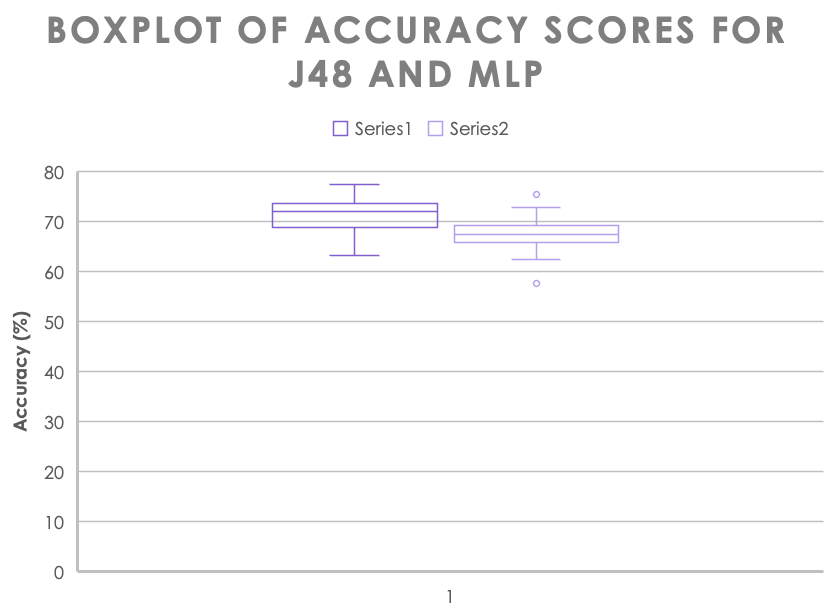 BOXPLOT OF ACCURACY SCORES FOR
J48 AND MLP
Series1 Series2
Accuracy (%)
80
70
60
50
40
30
20
10
0
1